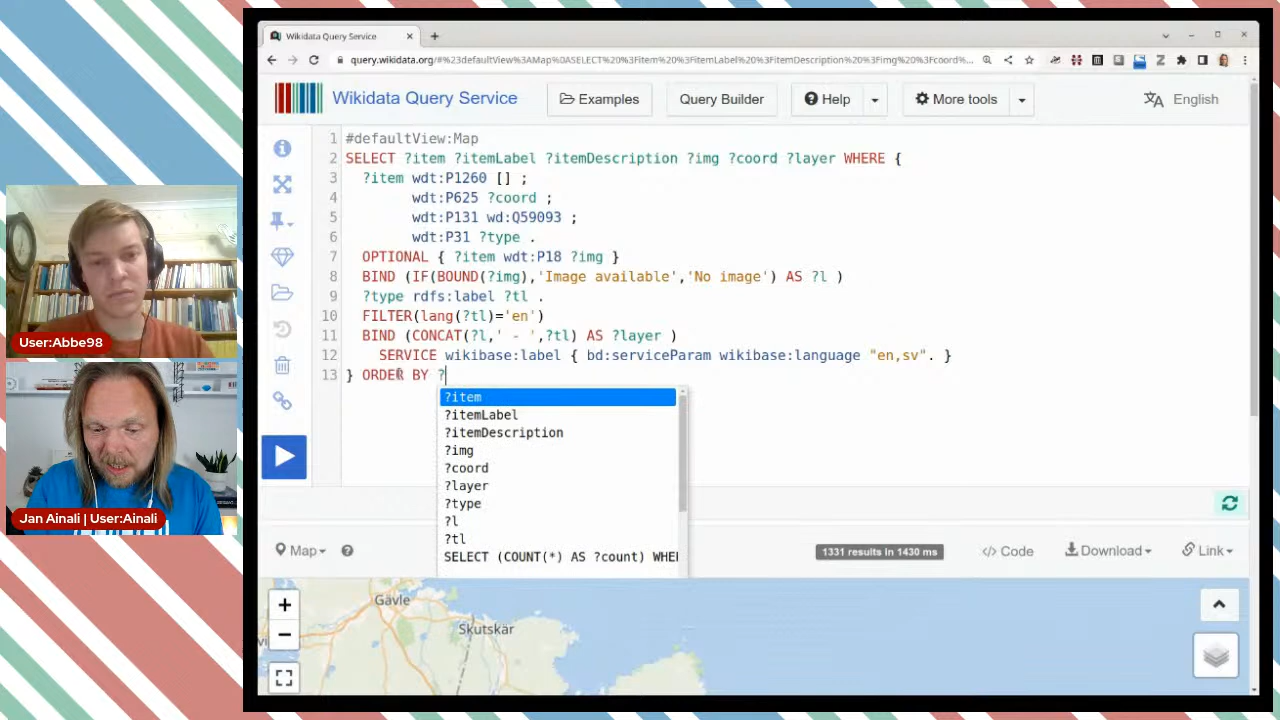 Wikidata Query Service
query.wikidata.org/#%23defaultView%3AMap%0ASELECT%20%3Fitem%20%3FitemLabel%20%3FitemDescription%20%3Fimg%20%3Fcoord%...
Wikidata Query Service
Examples
Query Builder
Help
More tools
English
1 #defaultView:Map
2 SELECT ?item ?itemLabel ?itemDescription ?img ?coord ?layer WHERE {
3 ?item wdt:P1260 [] ;
4 wdt:P625 ?coord ;
5 wdt:P131 wd:Q59093 ;
6 wdt:P31 ?type .
7 OPTIONAL { ?item wdt:P18 ?img }
8 BIND (IF(BOUND(?img),'Image available','No image') AS ?l )
9 ?type rdfs:label ?tl .
10 FILTER(lang(?tl)='en')
11 BIND (CONCAT(?l,' - ',?tl) AS ?layer )
12 SERVICE wikibase:label { bd:serviceParam wikibase:language "en,sv". }
13 } ORDER BY ?
?item
?itemLabel
?itemDescription
?img
?coord
?layer
?type
?l
?tl
SELECT (COUNT(*) AS ?count) WHE
Map
1331 results in 1430 ms
</> Code
Download
Link
Gävle
Skutskär
User:Abbe98
Jan Ainali | User:Ainali